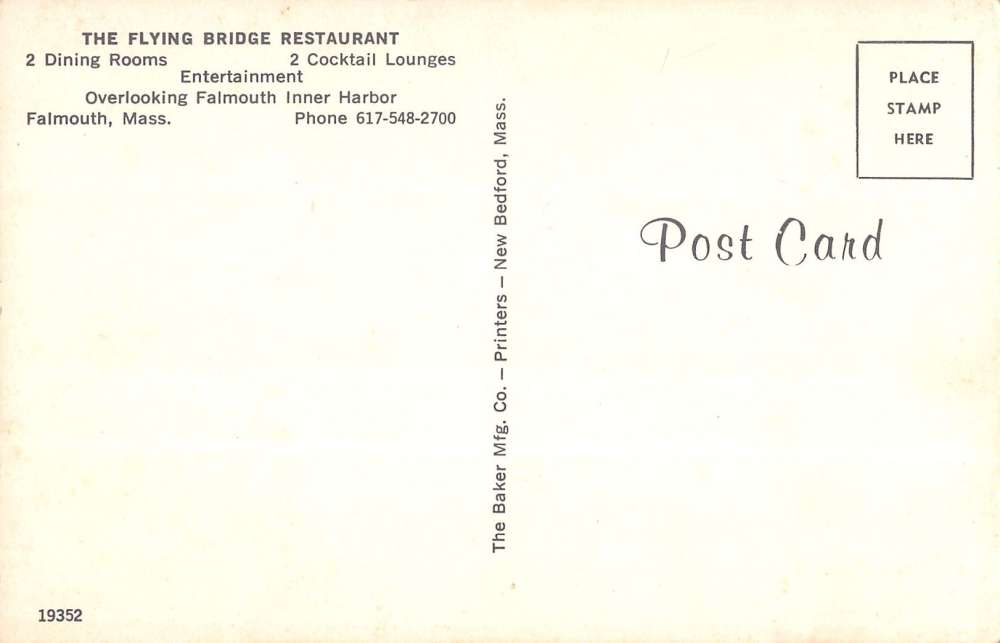 THE FLYING BRIDGE RESTAURANT
2 Dining Rooms 2 Cocktail Lounges
Entertainment
Overlooking Falmouth Inner Harbor
Falmouth, Mass. Phone 617-548-2700
The Baker Mfg. Co. — Printers — New Bedford, Mass.
PLACE
STAMP
HERE
Post Card
19352